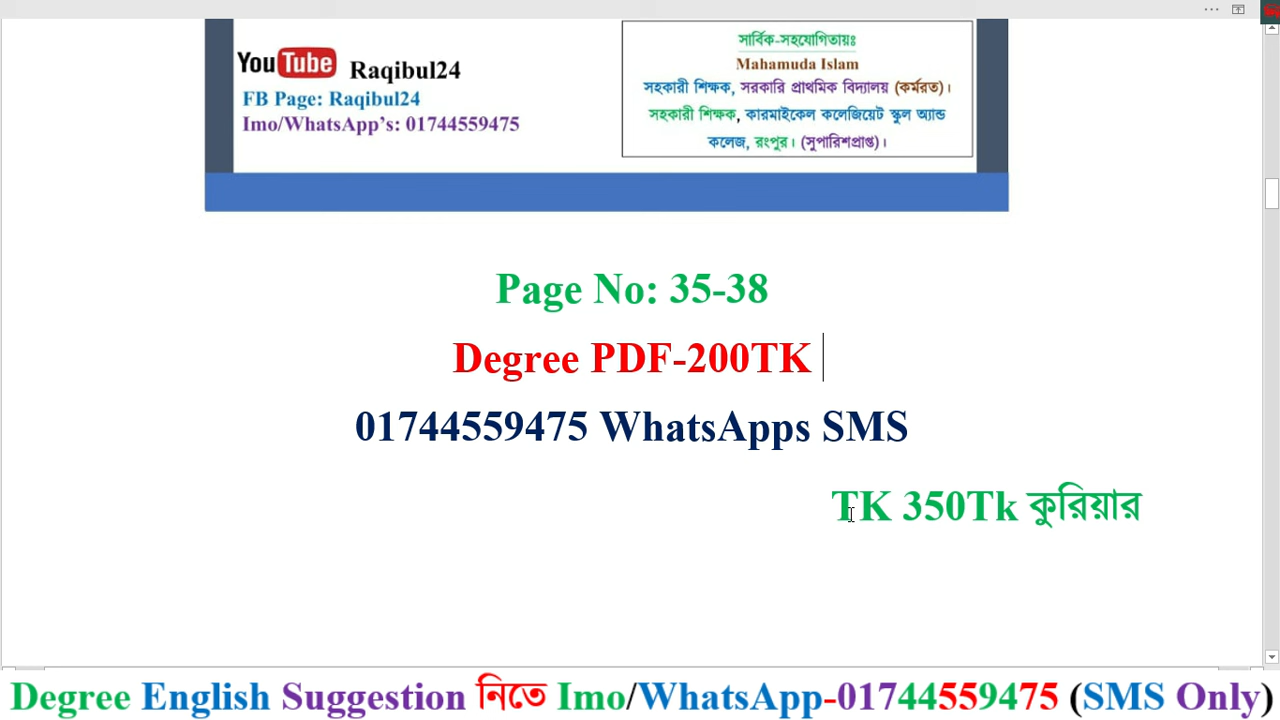 YouTube Raqibul24
FB Page: Raqibul24
Imo/WhatsApp's: 01744559475
সার্বিক-সহযোগিতায়ঃ
Mahamuda Islam
সহকারী শিক্ষক, সরকারি প্রাথমিক বিদ্যালয় (কর্মরত)।
সহকারী শিক্ষক, কারমাইকেল কলেজিয়েট স্কুল অ্যান্ড
কলেজ, রংপুর। (সুপারিশপ্রাপ্ত)।
Page No: 35-38
Degree PDF-200TK
01744559475 WhatsApps SMS
TK 350Tk কুরিয়ার
Degree English Suggestion নিতে Imo/WhatsApp-01744559475 (SMS Only)